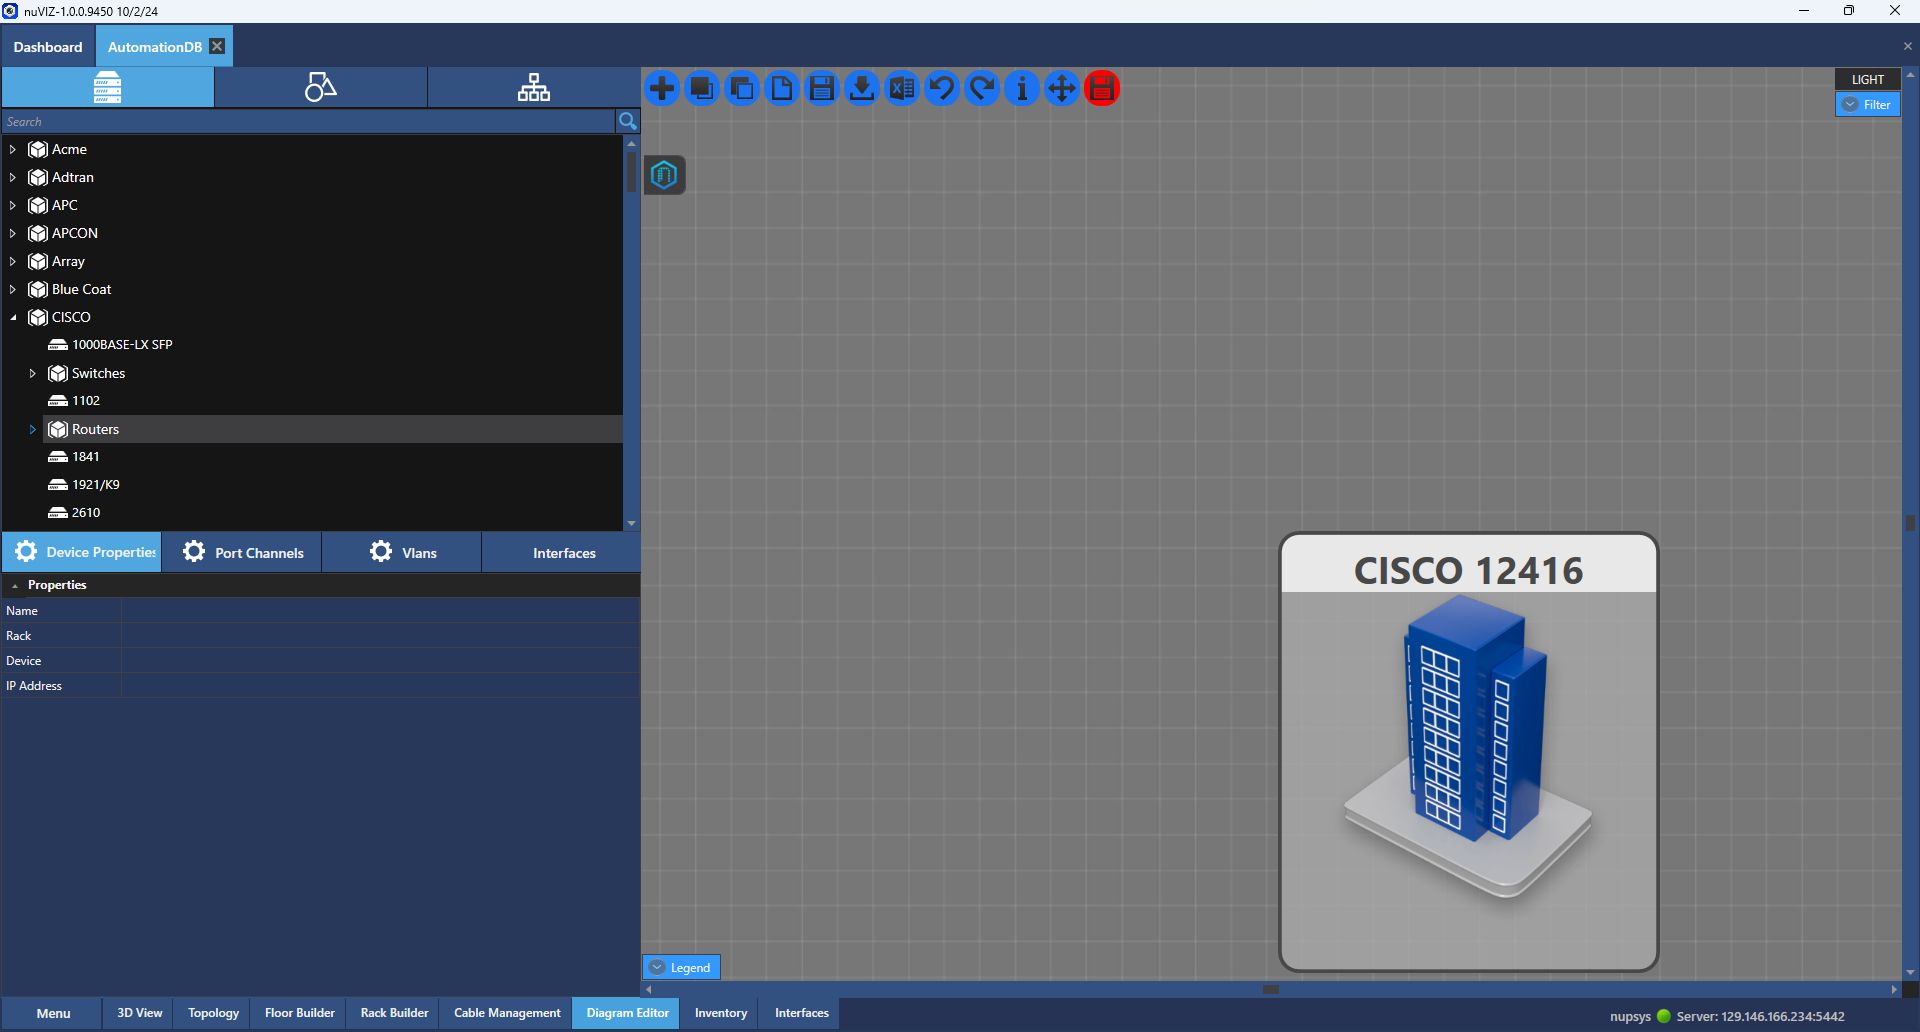 nuVIZ-1.0.0.9450 10/2/24
Dashboard
AutomationDB
Search
Acme
Adtran
APC
APCON
Array
Blue Coat
CISCO
1000BASE-LX SFP
Switches
1102
Routers
1841
1921/K9
2610
Device Properties
Port Channels
Vlans
Interfaces
Properties
Name
Rack
Device
IP Address
LIGHT
Filter
CISCO 12416
Legend
Menu
3D View
Topology
Floor Builder
Rack Builder
Cable Management
Diagram Editor
Inventory
Interfaces
nupsys
Server: 129.146.166.234:5442